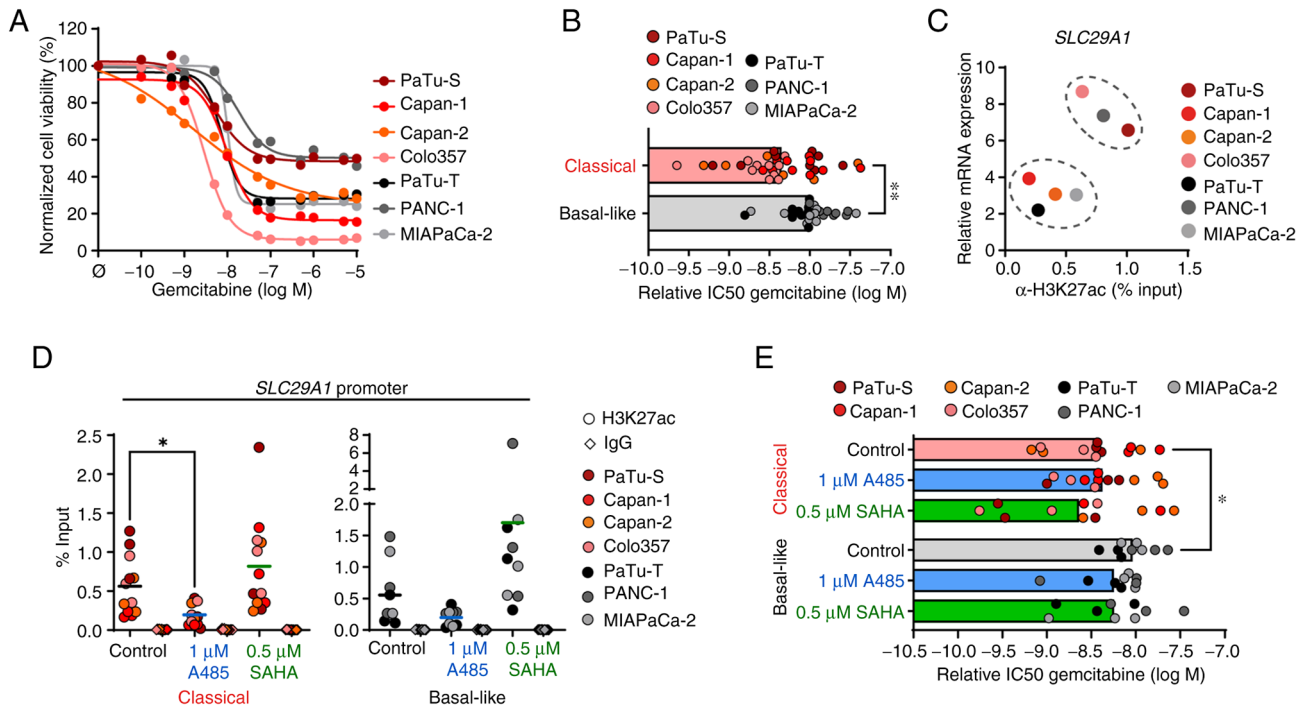 A
Normalized cell viability (%)
120
100
80
60
40
20
0
Ø
−10
−9
−8
−7
−6
−5
Gemcitabine (log M)
PaTu-S
Capan-1
Capan-2
Colo357
PaTu-T
PANC-1
MIAPaCa-2
B
PaTu-S
Capan-1
Capan-2
Colo357
PaTu-T
PANC-1
MIAPaCa-2
Classical
Basal-like
**
−10.0
−9.5
−9.0
−8.5
−8.0
−7.5
−7.0
Relative IC50 gemcitabine (log M)
C
SLC29A1
Relative mRNA expression
10
8
6
4
2
0
0.0
0.5
1.0
1.5
α-H3K27ac (% input)
PaTu-S
Capan-1
Capan-2
Colo357
PaTu-T
PANC-1
MIAPaCa-2
D
SLC29A1 promoter
% Input
2.5
2.0
1.5
1.0
0.5
0.0
*
Control
1 μM
A485
0.5 μM
SAHA
Classical
8
6
4
2
2.0
1.5
1.0
0.5
0.0
Control
1 μM
A485
0.5 μM
SAHA
Basal-like
H3K27ac
IgG
PaTu-S
Capan-1
Capan-2
Colo357
PaTu-T
PANC-1
MIAPaCa-2
E
PaTu-S
Capan-2
PaTu-T
MIAPaCa-2
Capan-1
Colo357
PANC-1
Classical
Control
1 μM A485
0.5 μM SAHA
Basal-like
Control
1 μM A485
0.5 μM SAHA
*
−10.5
−10.0
−9.5
−9.0
−8.5
−8.0
−7.5
−7.0
Relative IC50 gemcitabine (log M)